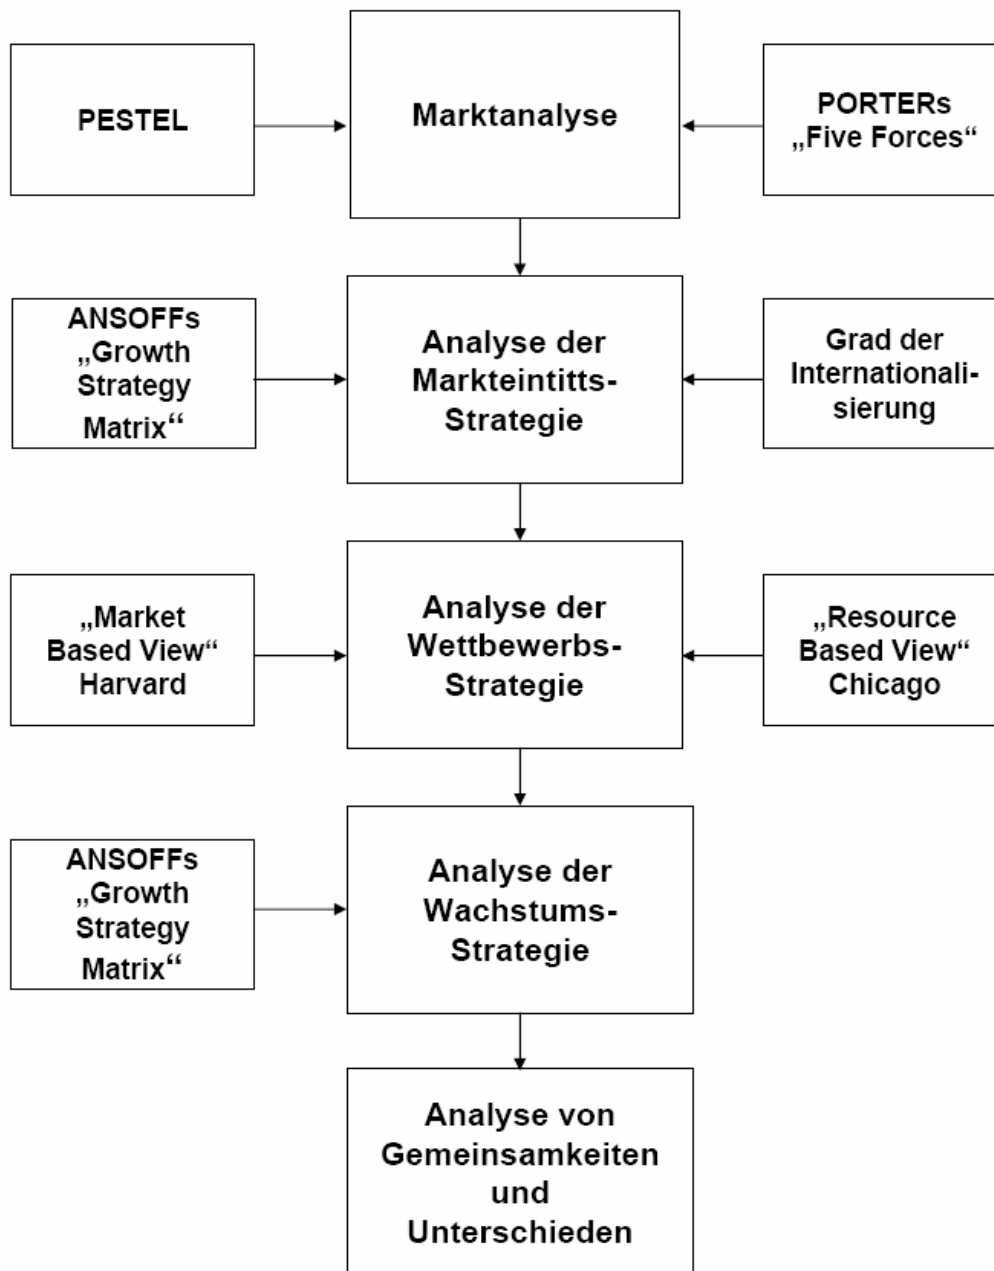 PESTEL
Marktanalyse
PORTERs
„Five Forces“
ANSOFFs
„Growth
Strategy
Matrix“
Analyse der
Markteintitts-
Strategie
Grad der
Internationali-
sierung
„Market
Based View“
Harvard
Analyse der
Wettbewerbs-
Strategie
„Resource
Based View“
Chicago
ANSOFFs
„Growth
Strategy
Matrix“
Analyse der
Wachstums-
Strategie
Analyse von
Gemeinsamkeiten
und
Unterschieden